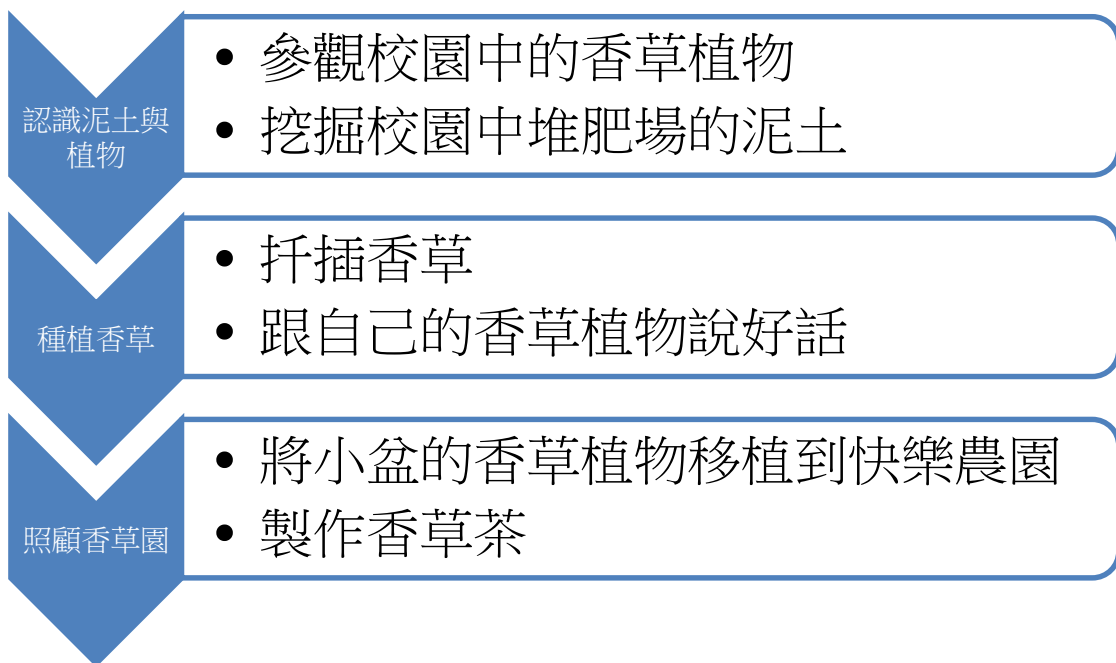 認識泥土與
植物
• 參觀校園中的香草植物
• 挖掘校園中堆肥場的泥土
種植香草
• 扦插香草
• 跟自己的香草植物說好話
照顧香草園
• 將小盆的香草植物移植到快樂農園
• 製作香草茶